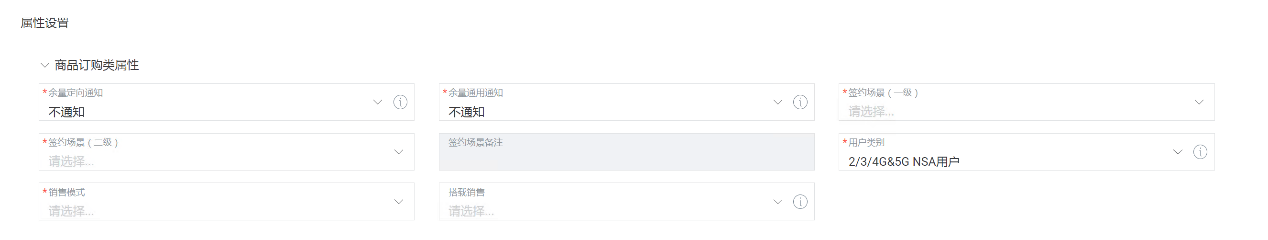 属性设置
商品订购类属性
*余量定向通知
不通知
*余量通用通知
不通知
*签约场景（一级）
请选择...
*签约场景（二级）
请选择...
签约场景备注
*用户类别
2/3/4G&5G NSA用户
*销售模式
请选择...
搭载销售
请选择...